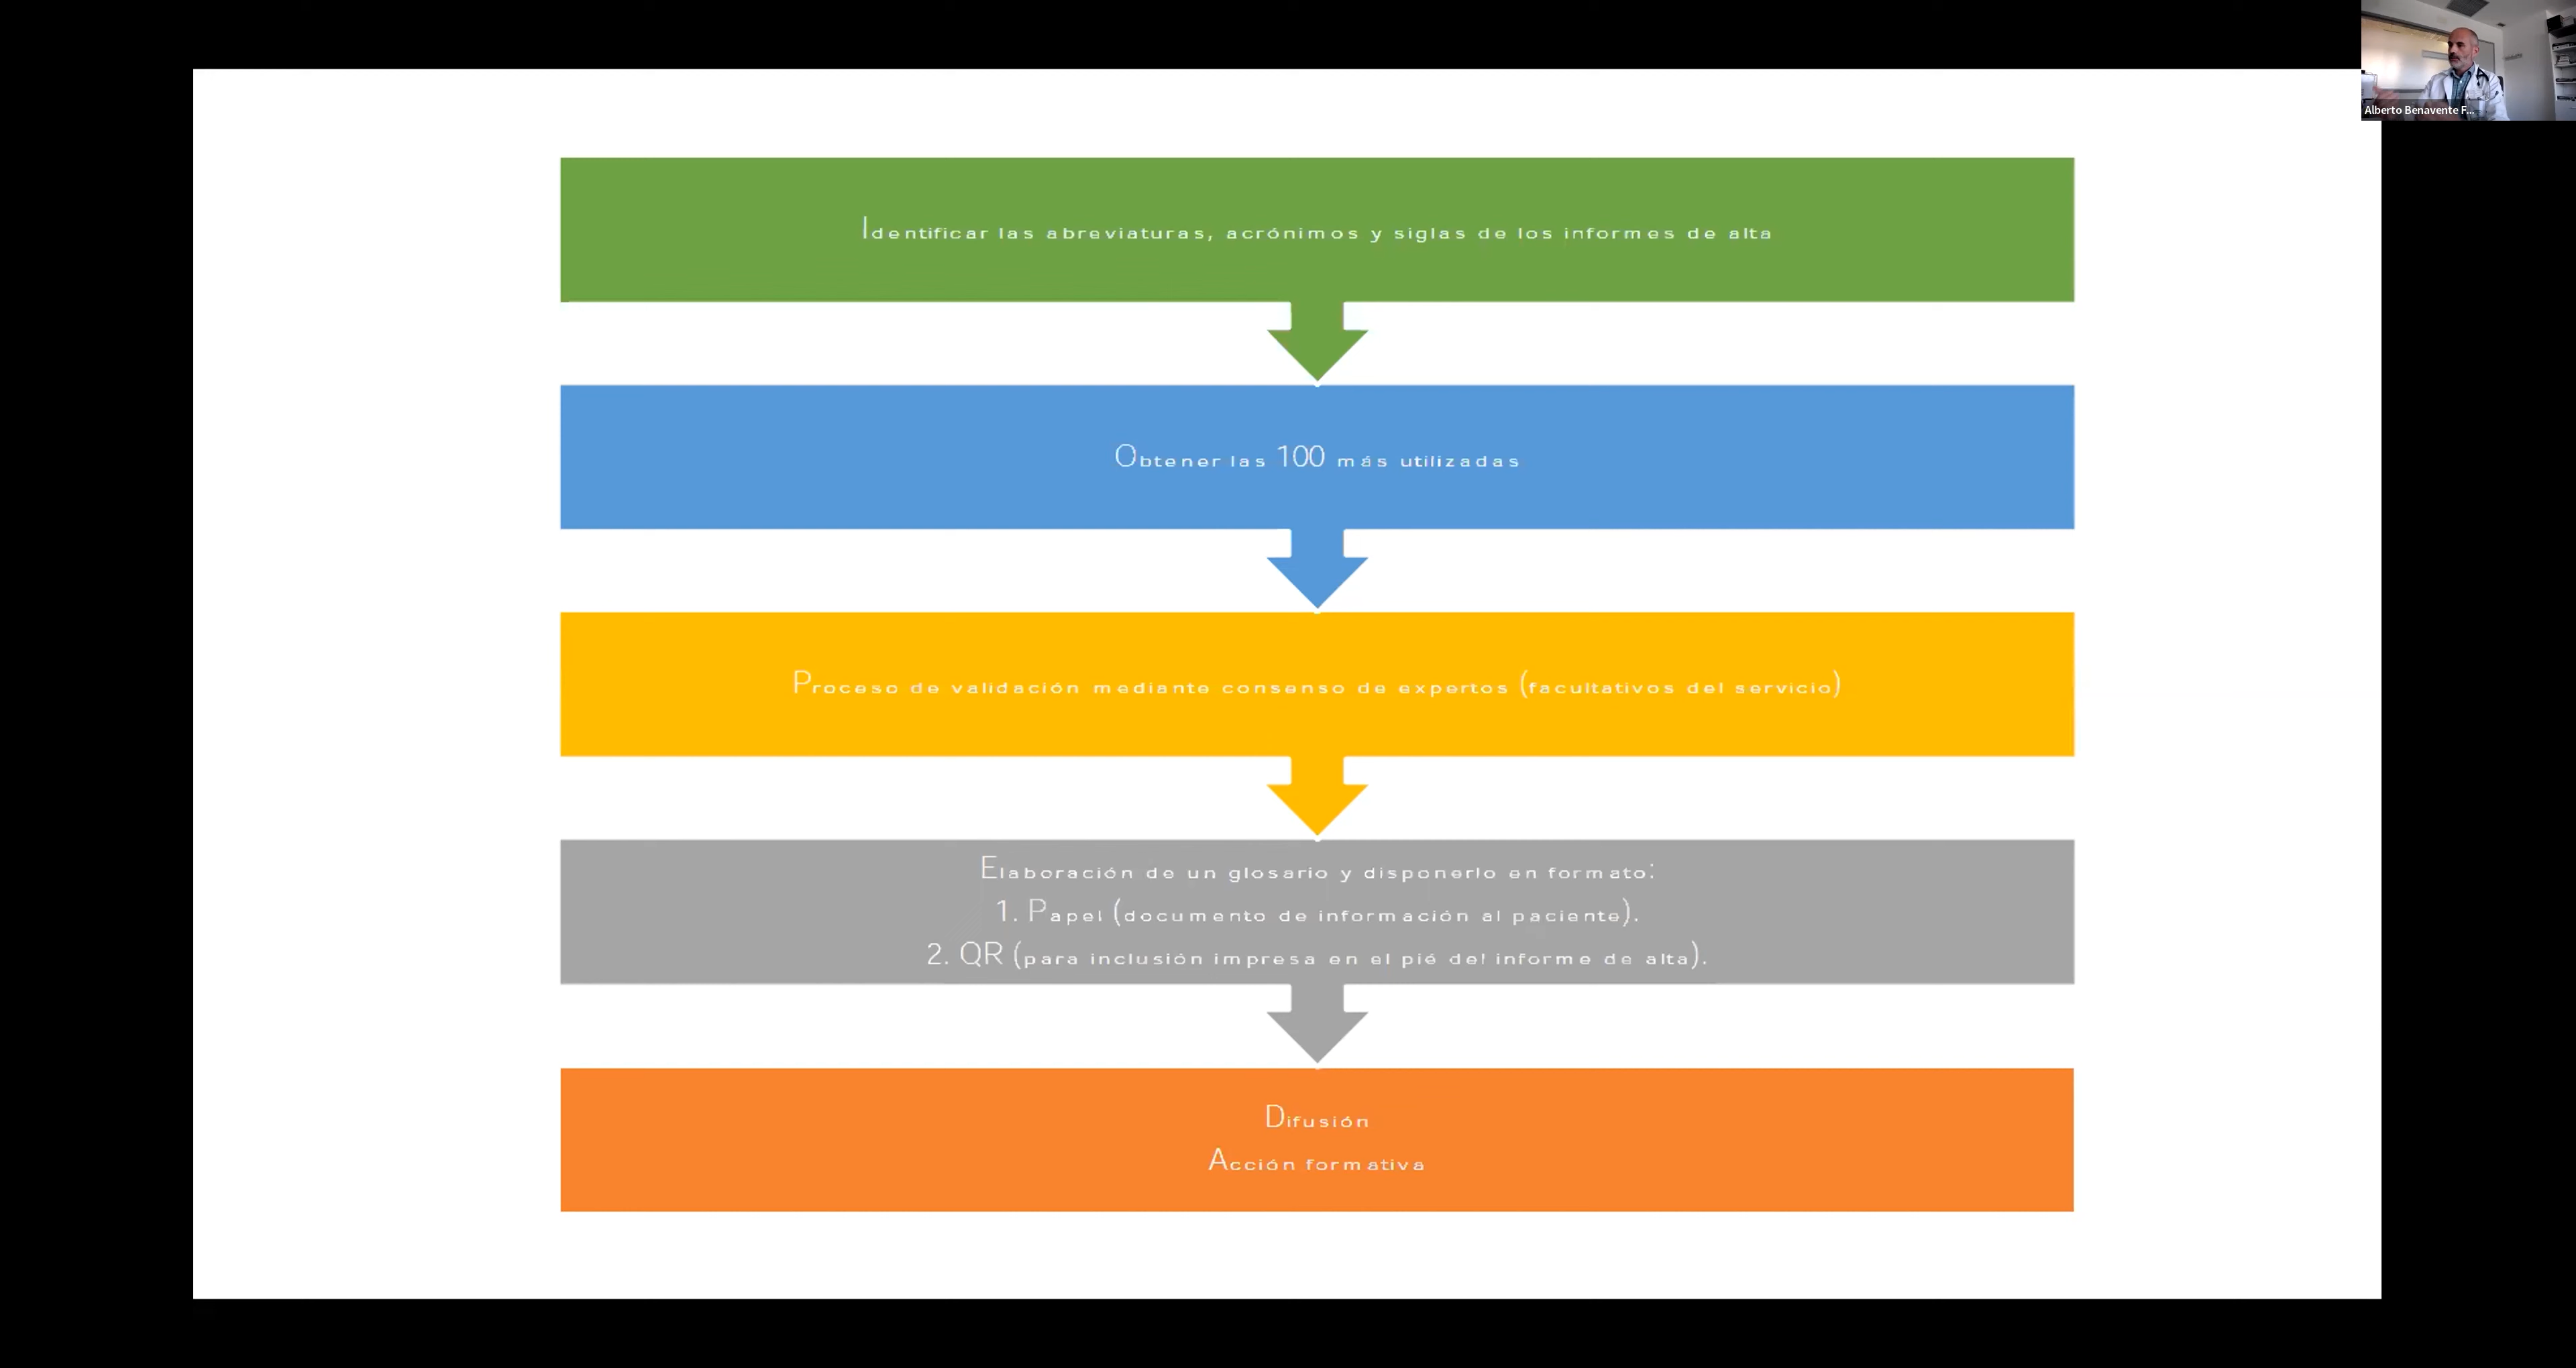 Alberto Benavente F...
Identificar las abreviaturas, acrónimos y siglas de los informes de alta
Obtener las 100 más utilizadas
Proceso de validación mediante consenso de expertos (facultativos del servicio)
Elaboración de un glosario y disponerlo en formato:
1. Papel (documento de información al paciente).
2. QR (para inclusión impresa en el pié del informe de alta).
Difusión
Acción formativa